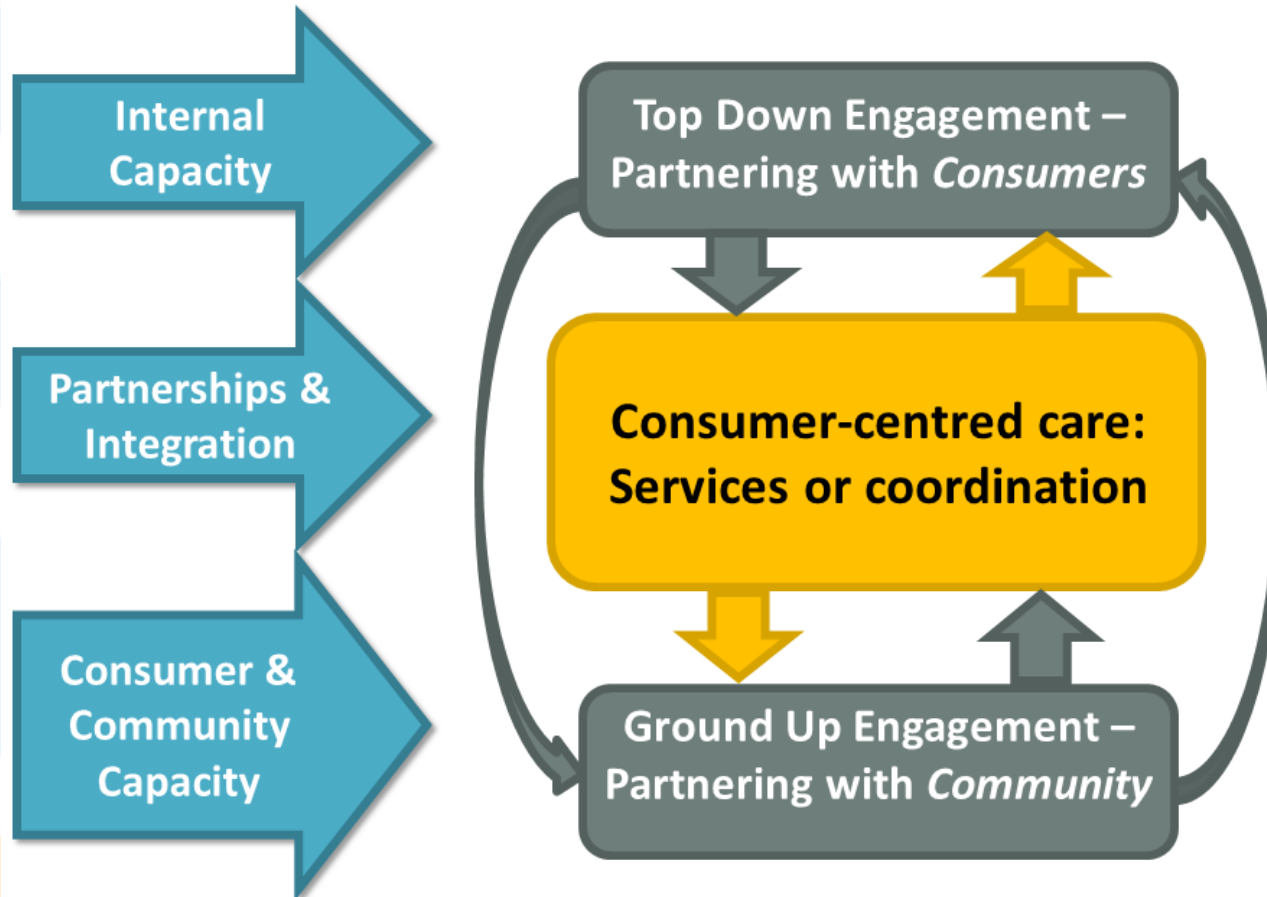 Internal
Capacity
Partnerships &
Integration
Consumer &
Community
Capacity
Top Down Engagement –
Partnering with Consumers
Consumer-centred care:
Services or coordination
Ground Up Engagement –
Partnering with Community